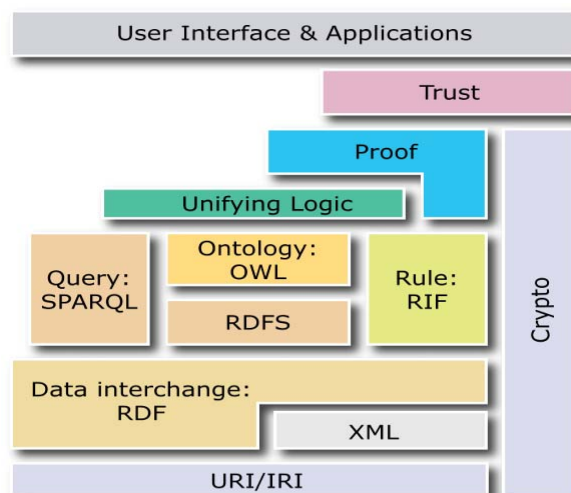 User Interface & Applications
Trust
Proof
Unifying Logic
Query:
SPARQL
Ontology:
OWL
Rule:
RIF
RDFS
Crypto
Data interchange:
RDF
XML
URI/IRI